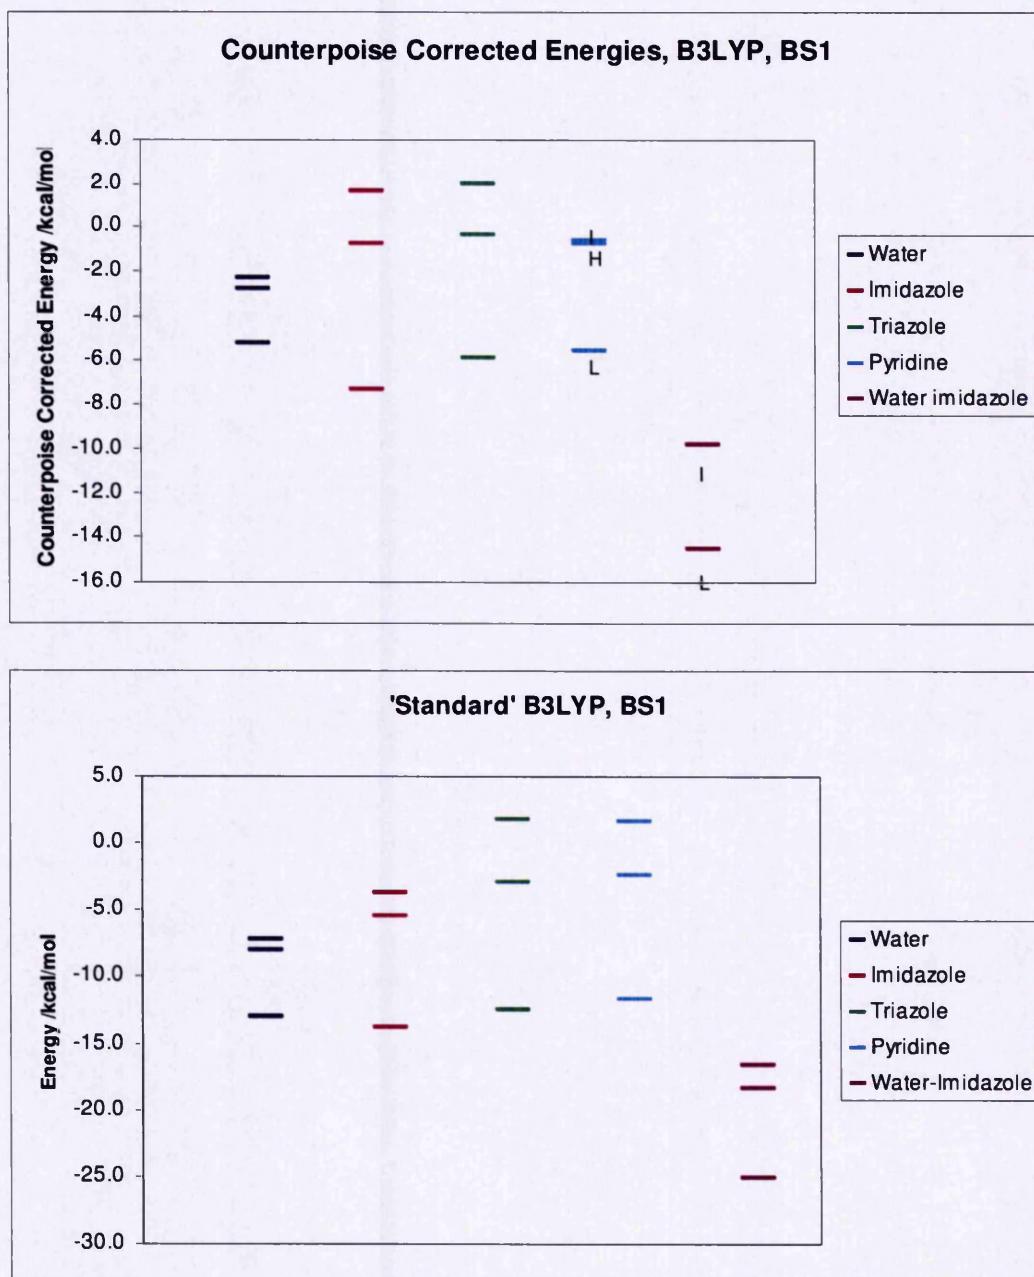 Counterpoise Corrected Energies, B3LYP, BS1
Counterpoise Corrected Energy /kcal/mol
4.0
2.0
0.0
-2.0
-4.0
-6.0
-8.0
-10.0
-12.0
-14.0
-16.0
I
H
L
I
L
Water
Imidazole
Triazole
Pyridine
Water imidazole
'Standard' B3LYP, BS1
Energy /kcal/mol
5.0
0.0
-5.0
-10.0
-15.0
-20.0
-25.0
-30.0
Water
Imidazole
Triazole
Pyridine
Water-Imidazole